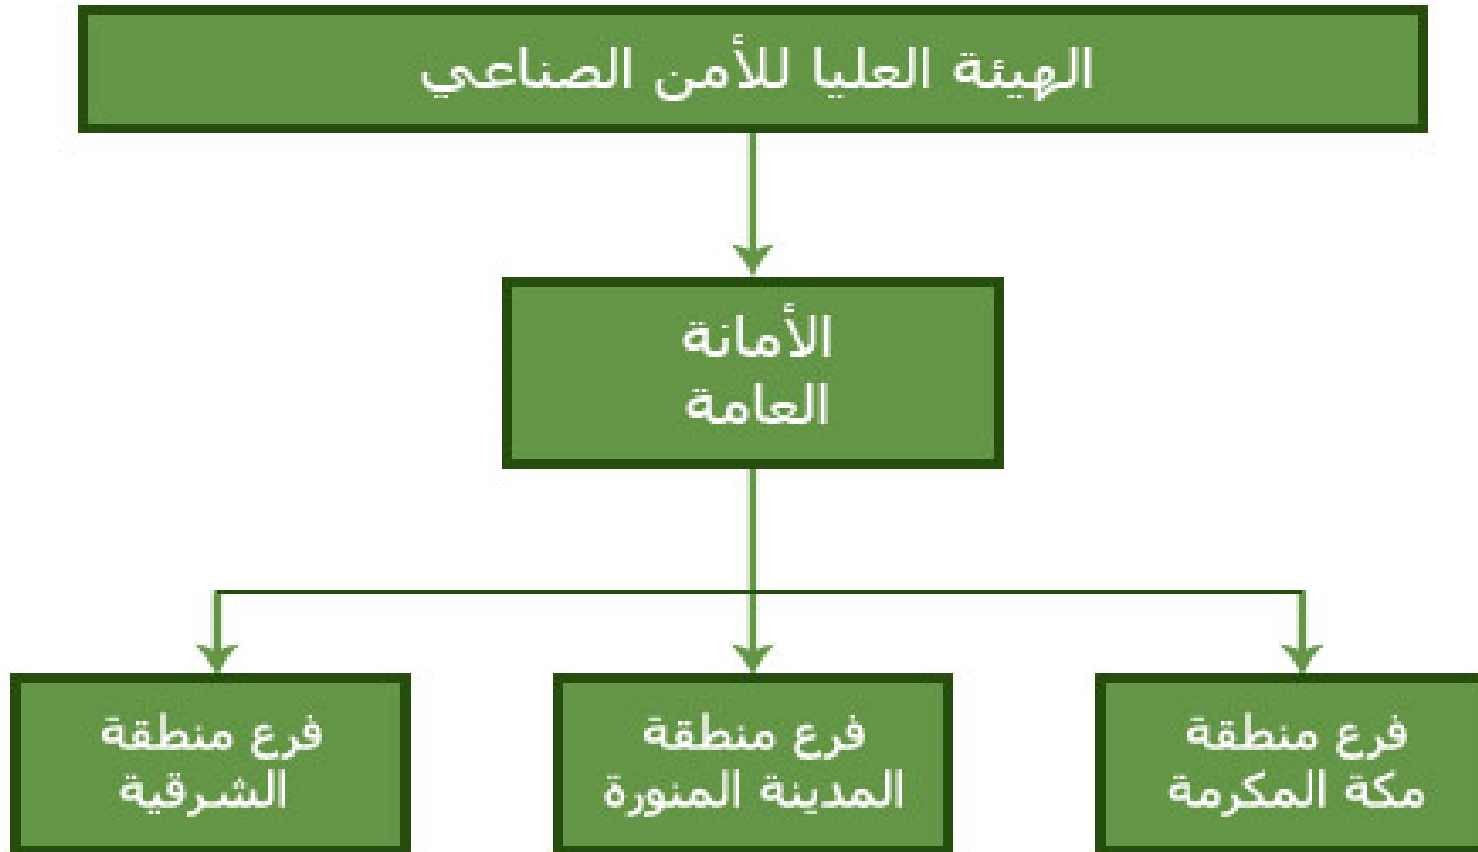 الهيئة العليا للأمن الصناعي
الأمانة
العامة
فرع منطقة
مكة المكرمة
فرع منطقة
المدينة المنورة
فرع منطقة
الشرقية